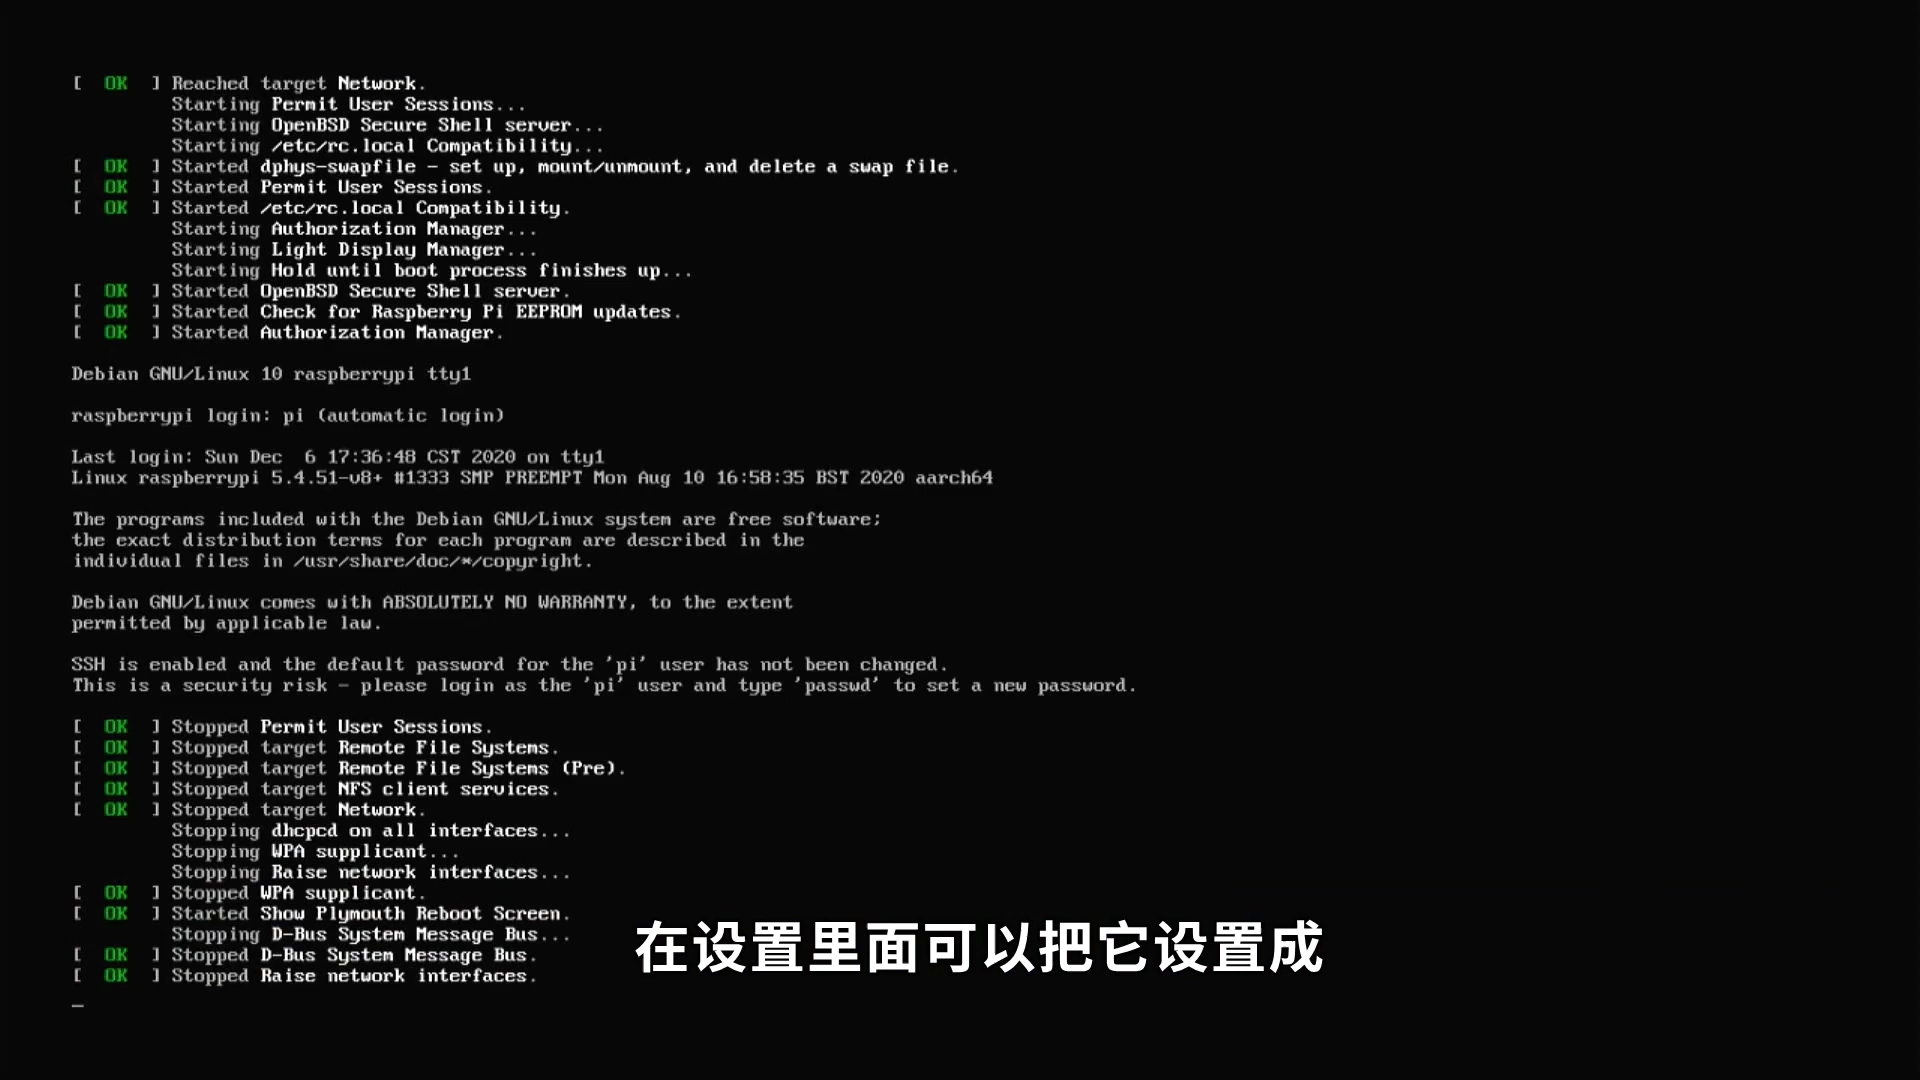 [  OK  ] Reached target Network.
Starting Permit User Sessions...
Starting OpenBSD Secure Shell server...
Starting /etc/rc.local Compatibility...
[  OK  ] Started dphys-swapfile - set up, mount/unmount, and delete a swap file.
[  OK  ] Started Permit User Sessions.
[  OK  ] Started /etc/rc.local Compatibility.
Starting Authorization Manager...
Starting Light Display Manager...
Starting Hold until boot process finishes up...
[  OK  ] Started OpenBSD Secure Shell server.
[  OK  ] Started Check for Raspberry Pi EEPROM updates.
[  OK  ] Started Authorization Manager.
Debian GNU/Linux 10 raspberrypi tty1
raspberrypi login: pi (automatic login)
Last login: Sun Dec  6 17:36:48 CST 2020 on tty1
Linux raspberrypi 5.4.51-v8+ #1333 SMP PREEMPT Mon Aug 10 16:58:35 BST 2020 aarch64
The programs included with the Debian GNU/Linux system are free software;
the exact distribution terms for each program are described in the
individual files in /usr/share/doc/*/copyright.
Debian GNU/Linux comes with ABSOLUTELY NO WARRANTY, to the extent
permitted by applicable law.
SSH is enabled and the default password for the 'pi' user has not been changed.
This is a security risk - please login as the 'pi' user and type 'passwd' to set a new password.
[  OK  ] Stopped Permit User Sessions.
[  OK  ] Stopped target Remote File Systems.
[  OK  ] Stopped target Remote File Systems (Pre).
[  OK  ] Stopped target NFS client services.
[  OK  ] Stopped target Network.
Stopping dhcpcd on all interfaces...
Stopping WPA supplicant...
Stopping Raise network interfaces...
[  OK  ] Stopped WPA supplicant.
[  OK  ] Started Show Plymouth Reboot Screen.
Stopping D-Bus System Message Bus...
[  OK  ] Stopped D-Bus System Message Bus.
[  OK  ] Stopped Raise network interfaces.
在设置里面可以把它设置成